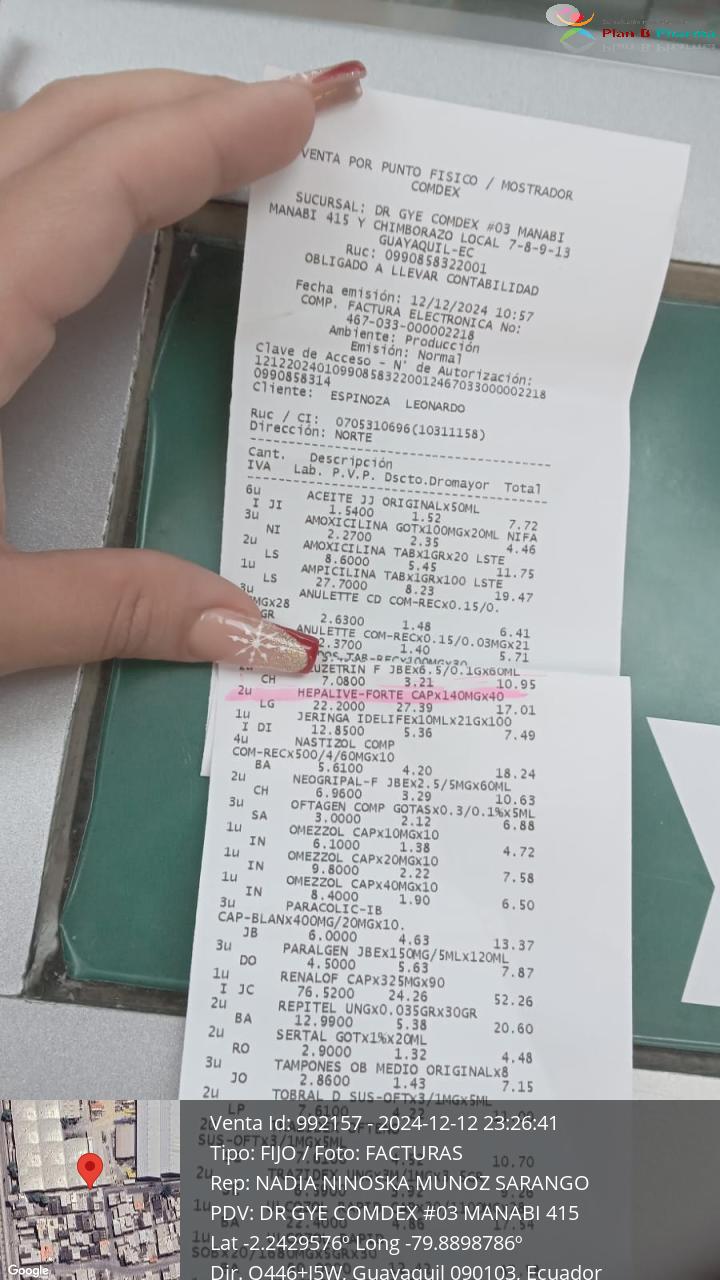 Plan B Pharma
VENTA POR PUNTO FISICO / MOSTRADOR
COMDEX
SUCURSAL: DR GYE COMDEX #03 MANABI
MANABI 415 Y CHIMBORAZO LOCAL 7-8-9-13
GUAYAQUIL-EC
Ruc: 0990858322001
OBLIGADO A LLEVAR CONTABILIDAD
Fecha emisión: 12/12/2024 10:57
COMP. FACTURA ELECTRONICA No:
467-033-000002218
Ambiente: Producción
Emisión: Normal
Clave de Acceso - N° de Autorización:
121220240109908583220012467033000002218
0990858314
Cliente: ESPINOZA LEONARDO
Ruc / CI: 0705310696(10311158)
Dirección: NORTE
Cant. Descripción
IVA Lab. P.V.P. Dscto.Dromayor Total
6u ACEITE JJ ORIGINALx50ML
I JI 1.5400 1.52 7.72
3u AMOXICILINA GOTx100MGx20ML NIFA
NI 2.2700 2.35 4.46
2u AMOXICILINA TABx1GRx20 LSTE
LS 8.6000 5.45 11.75
1u AMPICILINA TABx1GRx100 LSTE
LS 27.7000 8.23 19.47
3u ANULETTE CD COM-RECx0.15/0.
MGx28
GR 2.6300 1.48 6.41
ANULETTE COM-RECx0.15/0.03MGx21
2.3700 1.40 5.71
UZETRIN F JBEx6.5/0.1Gx60ML
CH 7.0800 3.21 10.95
2u HEPALIVE-FORTE CAPx140MGx40
LG 22.2000 27.39 17.01
1u JERINGA IDELIFEx10MLx21Gx100
I DI 12.8500 5.36 7.49
4u NASTIZOL COMP
COM-RECx500/4/60MGx10
BA 5.6100 4.20 18.24
2u NEOGRIPAL-F JBEx2.5/5MGx60ML
CH 6.9600 3.29 10.63
3u OFTAGEN COMP GOTASx0.3/0.1%x5ML
SA 3.0000 2.12 6.88
1u OMEZZOL CAPx10MGx10
IN 6.1000 1.38 4.72
1u OMEZZOL CAPx20MGx10
IN 9.8000 2.22 7.58
1u OMEZZOL CAPx40MGx10
IN 8.4000 1.90 6.50
3u PARACOLIC-IB
CAP-BLANx400MG/20MGx10.
JB 6.0000 4.63 13.37
3u PARALGEN JBEx150MG/5MLx120ML
DO 4.5000 5.63 7.87
1u RENALOF CAPx325MGx90
I JC 76.5200 24.26 52.26
2u REPITEL UNGx0.035GRx30GR
BA 12.9900 5.38 20.60
2u SERTAL GOTx1%x20ML
RO 2.9000 1.32 4.48
3u TAMPONES OB MEDIO ORIGINALx8
JO 2.8600 1.43 7.15
2u TOBRAL D SUS-OFTx3/1MGx5ML
LP
SUS-OFTx3/1MGx5ML
10.70
Venta Id: 992157 - 2024-12-12 23:26:41
Tipo: FIJO / Foto: FACTURAS
Rep: NADIA NINOSKA MUNOZ SARANGO
PDV: DR GYE COMDEX #03 MANABI 415
Lat -2.2429576º Long -79.8898786º
Dir. Q446+J5W, Guayaquil 090103, Ecuador
Google